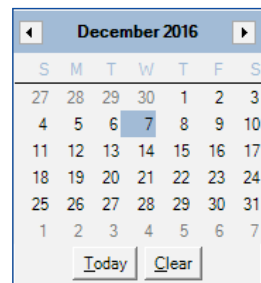 December 2016
S M T W T F S
27 28 29 30 1 2 3
4 5 6 7 8 9 10
11 12 13 14 15 16 17
18 19 20 21 22 23 24
25 26 27 28 29 30 31
1 2 3 4 5 6 7
Today Clear